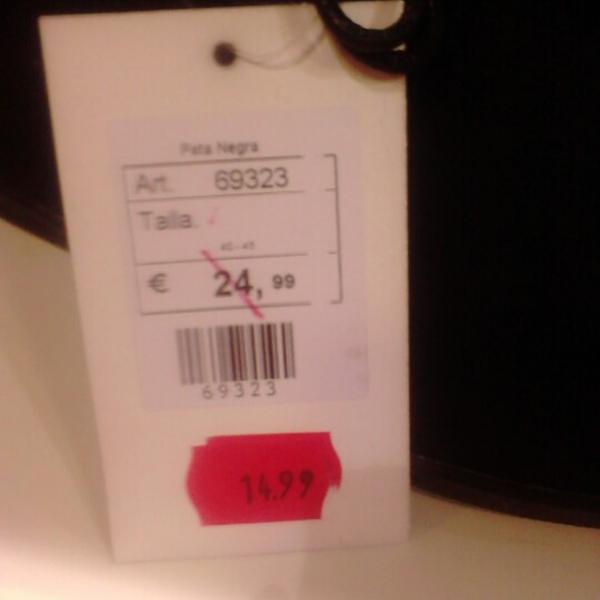 Pata Negra
Art. 69323
Talla.
40-45
€ 24,99
69323
14.99